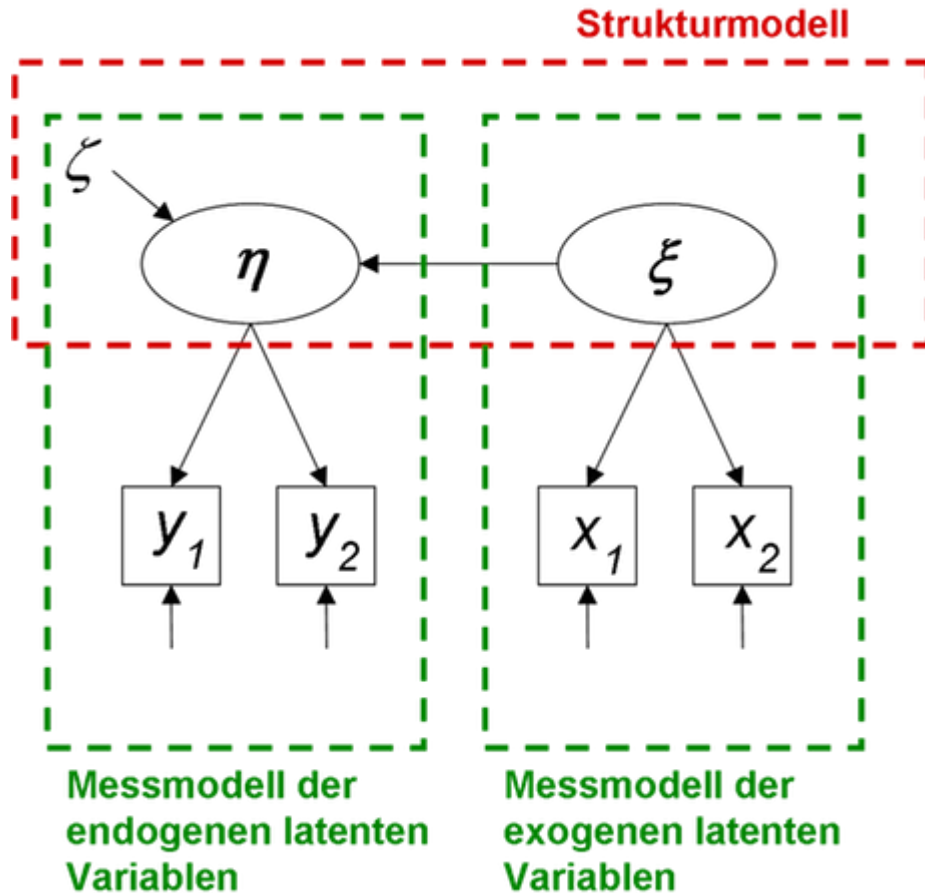 Strukturmodell
ζ
η ξ
y1 y2 x1 x2
Messmodell der
endogenen latenten
Variablen
Messmodell der
exogenen latenten
Variablen